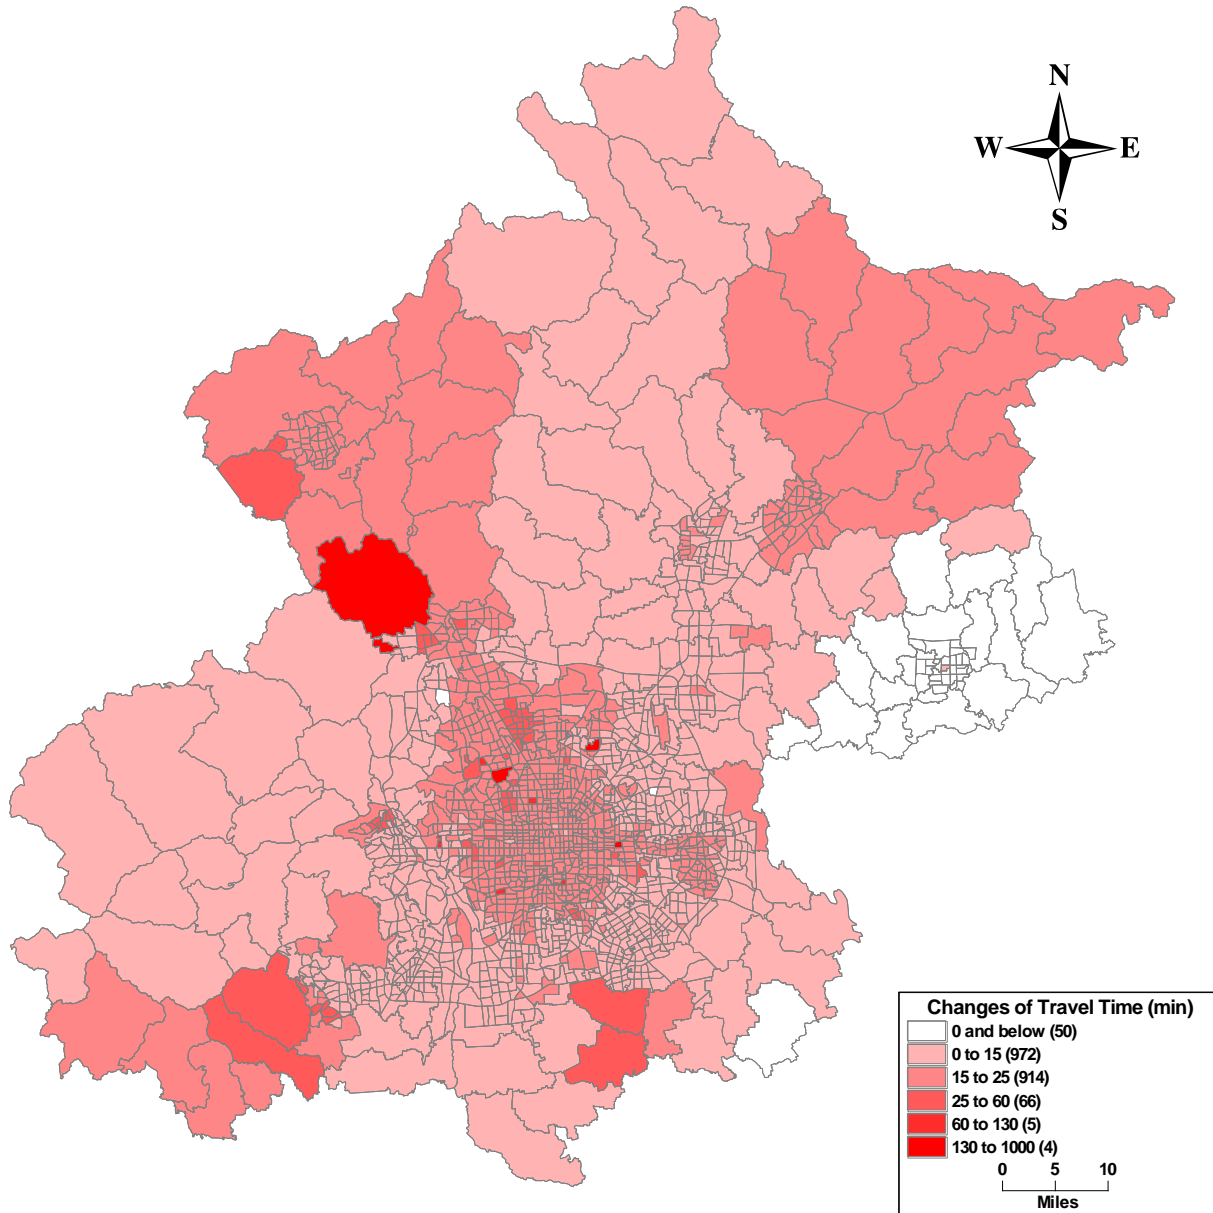 N
W E
S
Changes of Travel Time (min)
0 and below (50)
0 to 15 (972)
15 to 25 (914)
25 to 60 (66)
60 to 130 (5)
130 to 1000 (4)
0 5 10
Miles